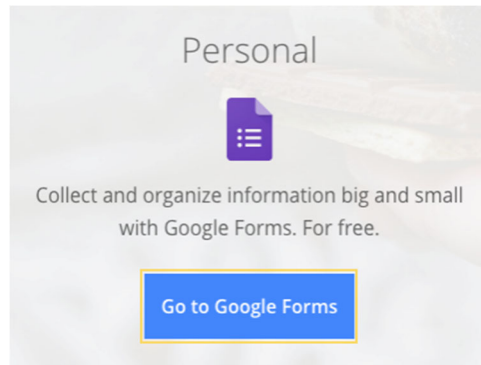 Personal
Collect and organize information big and small
with Google Forms. For free.
Go to Google Forms